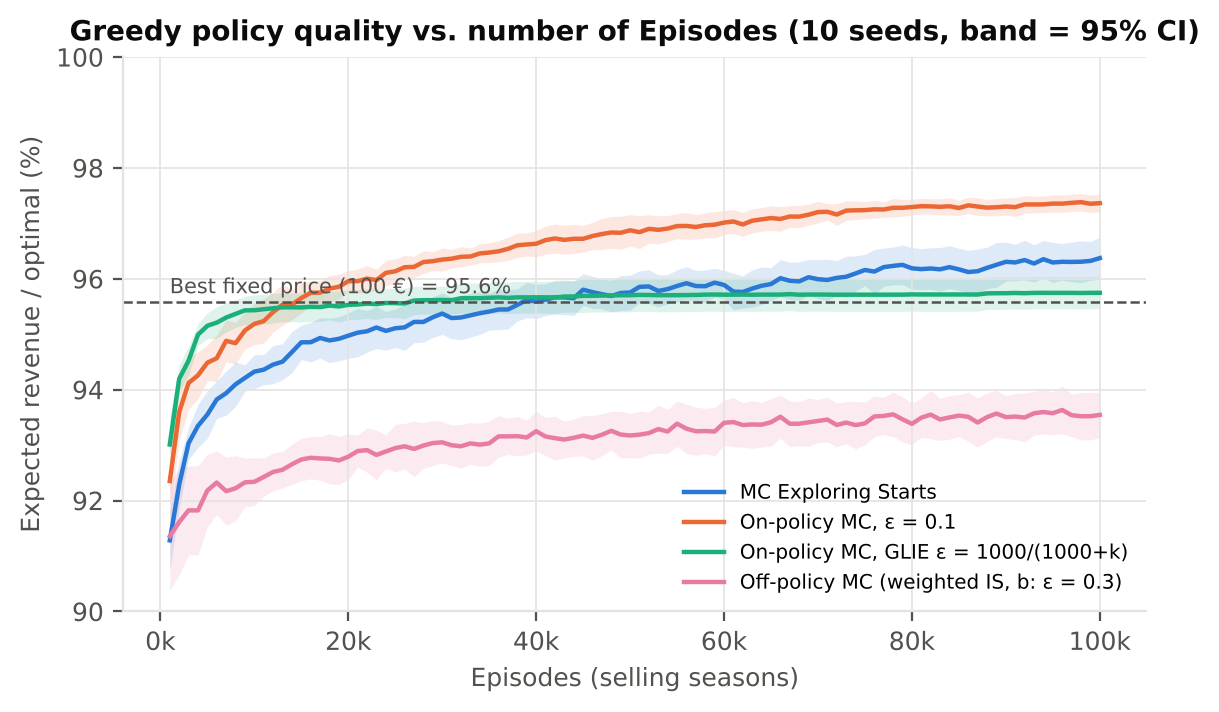 Greedy policy quality vs. number of Episodes (10 seeds, band = 95% CI)
Expected revenue / optimal (%)
100
98
96
94
92
90
Best fixed price (100 €) = 95.6%
MC Exploring Starts
On-policy MC, ε = 0.1
On-policy MC, GLIE ε = 1000/(1000+k)
Off-policy MC (weighted IS, b: ε = 0.3)
0k 20k 40k 60k 80k 100k
Episodes (selling seasons)